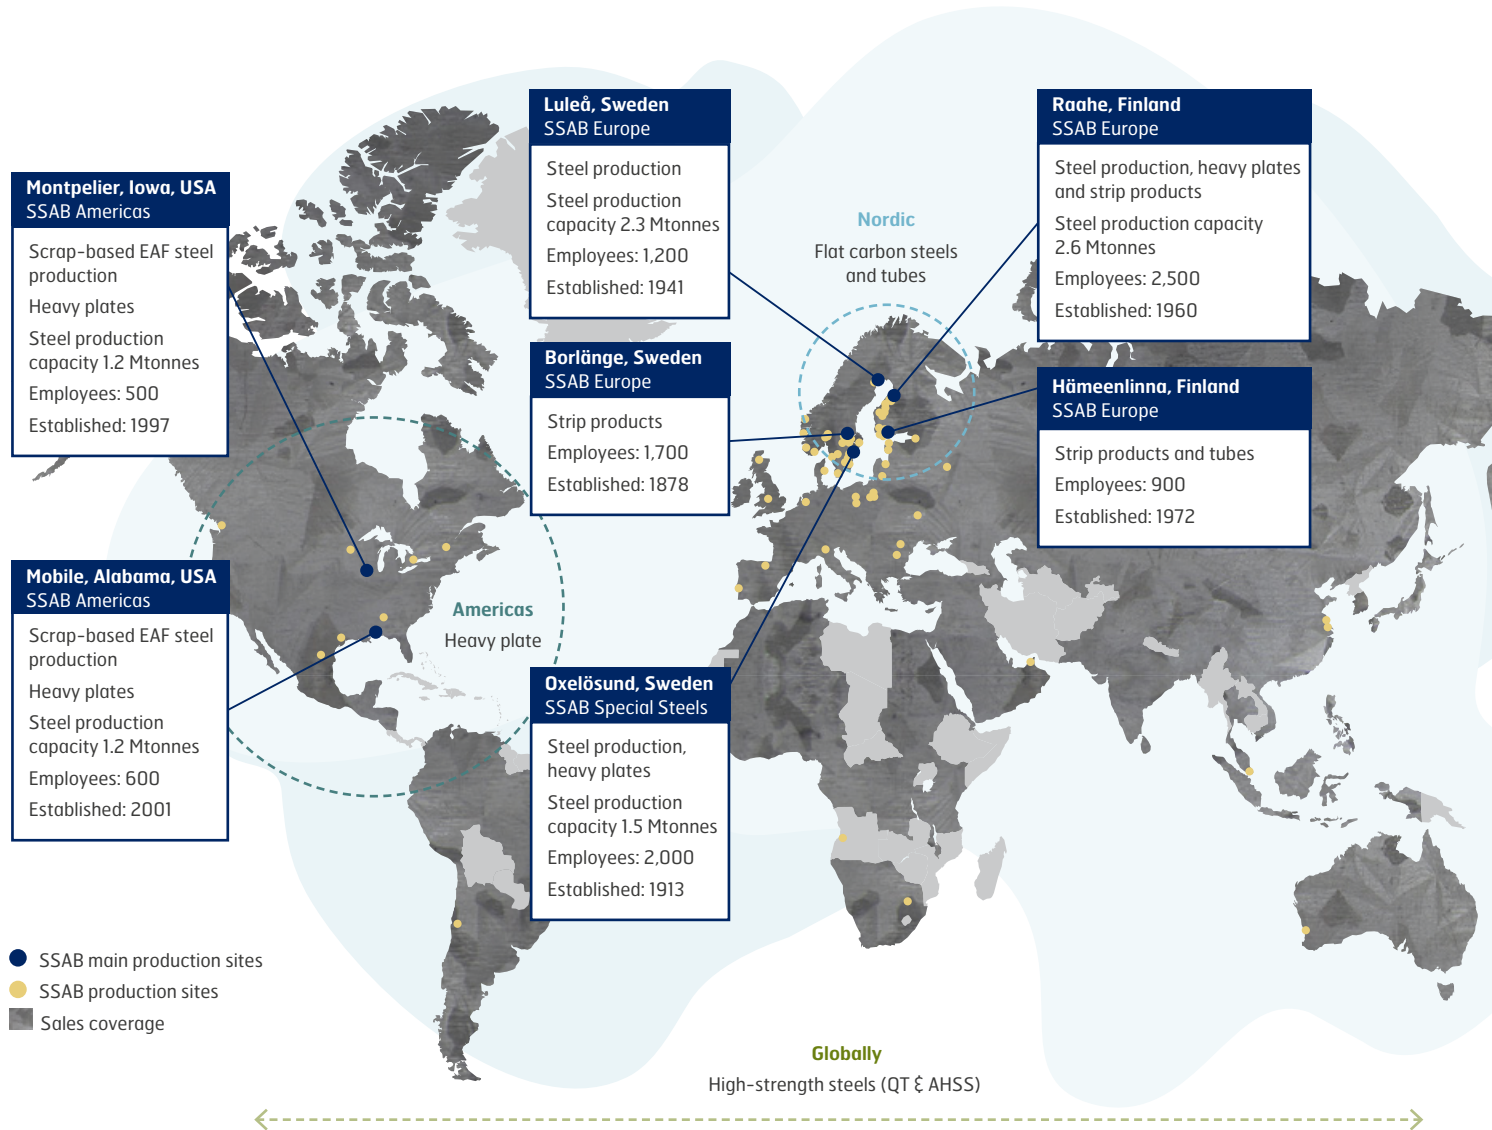 Montpelier, Iowa, USA
SSAB Americas
Scrap-based EAF steel
production
Heavy plates
Steel production
capacity 1.2 Mtonnes
Employees: 500
Established: 1997
Mobile, Alabama, USA
SSAB Americas
Scrap-based EAF steel
production
Heavy plates
Steel production
capacity 1.2 Mtonnes
Employees: 600
Established: 2001
Luleå, Sweden
SSAB Europe
Steel production
Steel production
capacity 2.3 Mtonnes
Employees: 1,200
Established: 1941
Borlänge, Sweden
SSAB Europe
Strip products
Employees: 1,700
Established: 1878
Oxelösund, Sweden
SSAB Special Steels
Steel production,
heavy plates
Steel production
capacity 1.5 Mtonnes
Employees: 2,000
Established: 1913
Raahe, Finland
SSAB Europe
Steel production, heavy plates
and strip products
Steel production capacity
2.6 Mtonnes
Employees: 2,500
Established: 1960
Hämeenlinna, Finland
SSAB Europe
Strip products and tubes
Employees: 900
Established: 1972
Nordic
Flat carbon steels
and tubes
Americas
Heavy plate
SSAB main production sites
SSAB production sites
Sales coverage
Globally
High-strength steels (QT & AHSS)